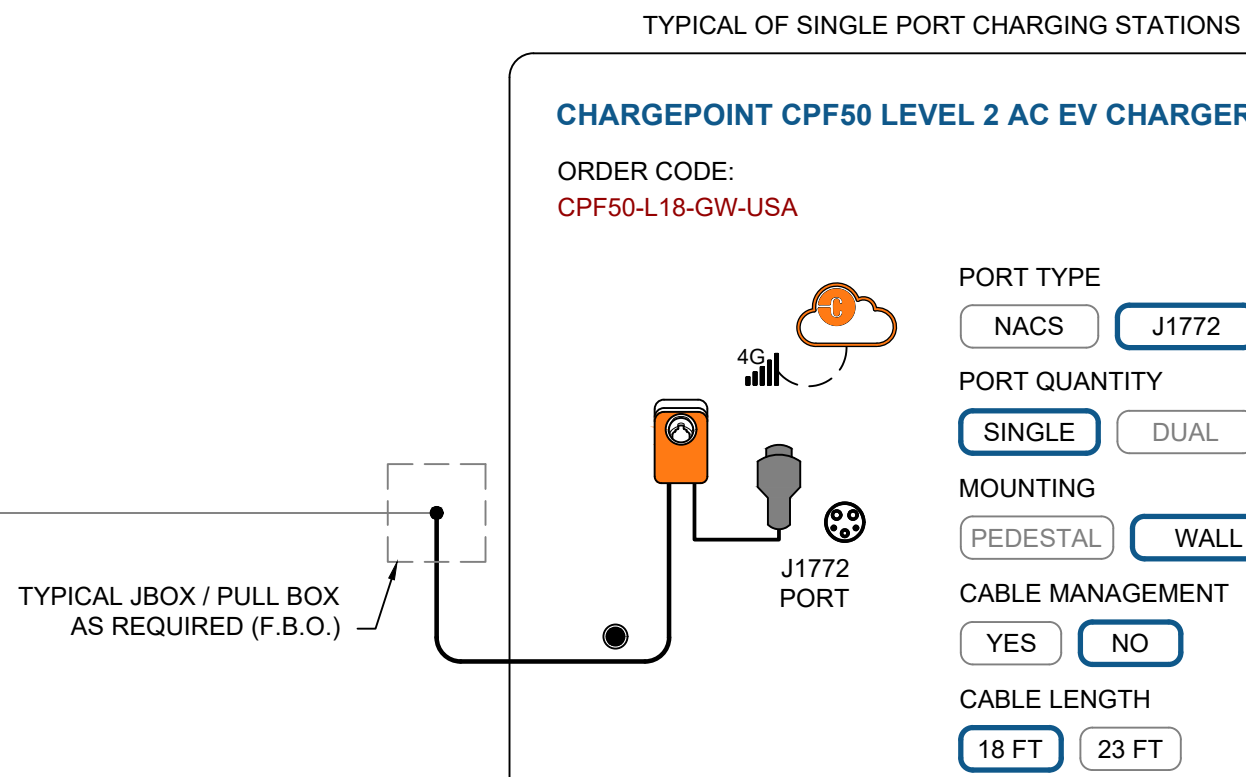 TYPICAL OF SINGLE PORT CHARGING STATIONS
CHARGEPOINT CPF50 LEVEL 2 AC EV CHARGER
ORDER CODE:
CPF50-L18-GW-USA
PORT TYPE
NACS J1772
4G
PORT QUANTITY
SINGLE DUAL
MOUNTING
PEDESTAL WALL
J1772
PORT
TYPICAL JBOX / PULL BOX
AS REQUIRED (F.B.O.)
CABLE MANAGEMENT
YES NO
CABLE LENGTH
18 FT 23 FT